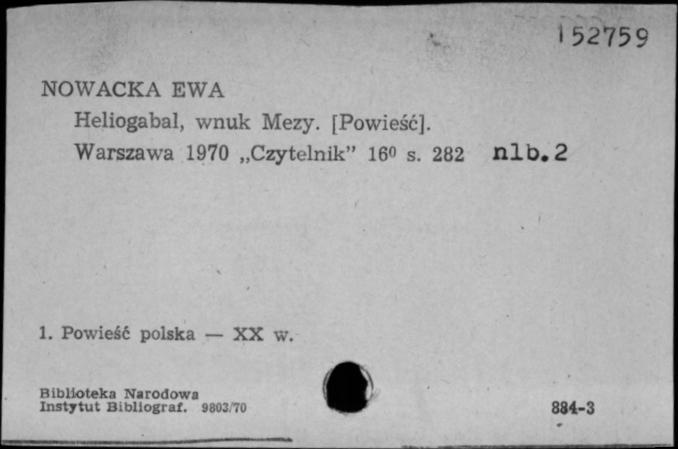 152759
NOWACKA EWA
Heliogabal, wnuk Mezy. [Powieść].
Warszawa 1970 „Czytelnik” 16⁰ s. 282 nlb.2
1. Powieść polska — XX w.
Biblioteka Narodowa
Instytut Bibliograf. 9803/70
884-3